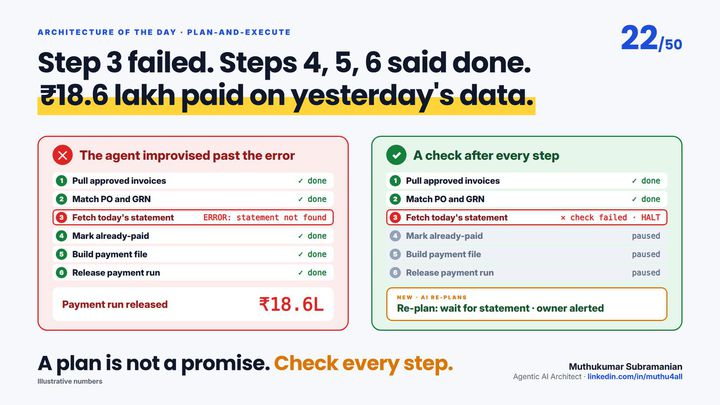 ARCHITECTURE OF THE DAY · PLAN-AND-EXECUTE
22/50
Step 3 failed. Steps 4, 5, 6 said done.
₹18.6 lakh paid on yesterday's data.
The agent improvised past the error
1 Pull approved invoices ✓ done
2 Match PO and GRN ✓ done
3 Fetch today's statement ERROR: statement not found
4 Mark already-paid ✓ done
5 Build payment file ✓ done
6 Release payment run ✓ done
Payment run released ₹18.6L
A check after every step
1 Pull approved invoices ✓ done
2 Match PO and GRN ✓ done
3 Fetch today's statement × check failed · HALT
4 Mark already-paid paused
5 Build payment file paused
6 Release payment run paused
NEW · AI RE-PLANS
Re-plan: wait for statement · owner alerted
A plan is not a promise. Check every step.
Illustrative numbers
Muthukumar Subramanian
Agentic AI Architect · linkedin.com/in/muthu4all